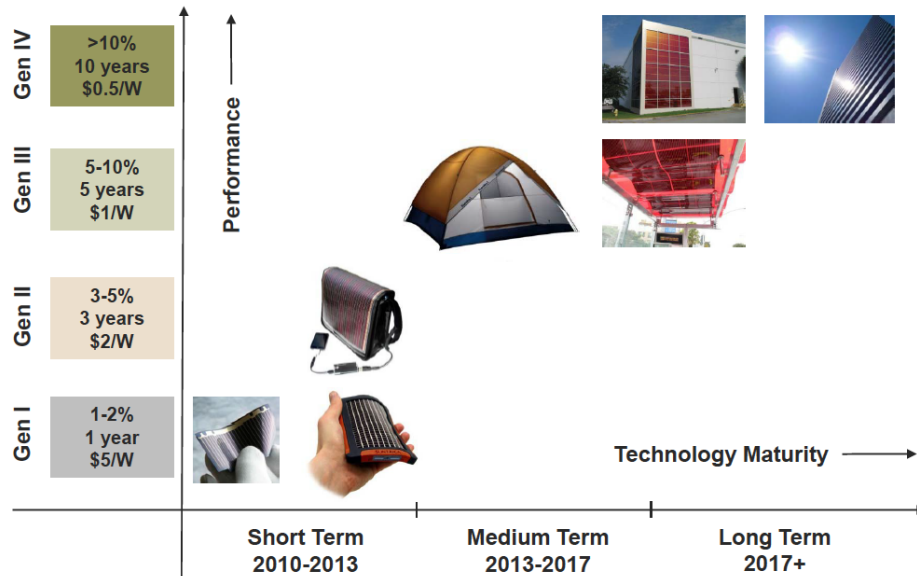 Gen IV
>10%
10 years
$0.5/W
Gen III
5-10%
5 years
$1/W
Gen II
3-5%
3 years
$2/W
Gen I
1-2%
1 year
$5/W
Performance
Technology Maturity
Short Term
2010-2013
Medium Term
2013-2017
Long Term
2017+